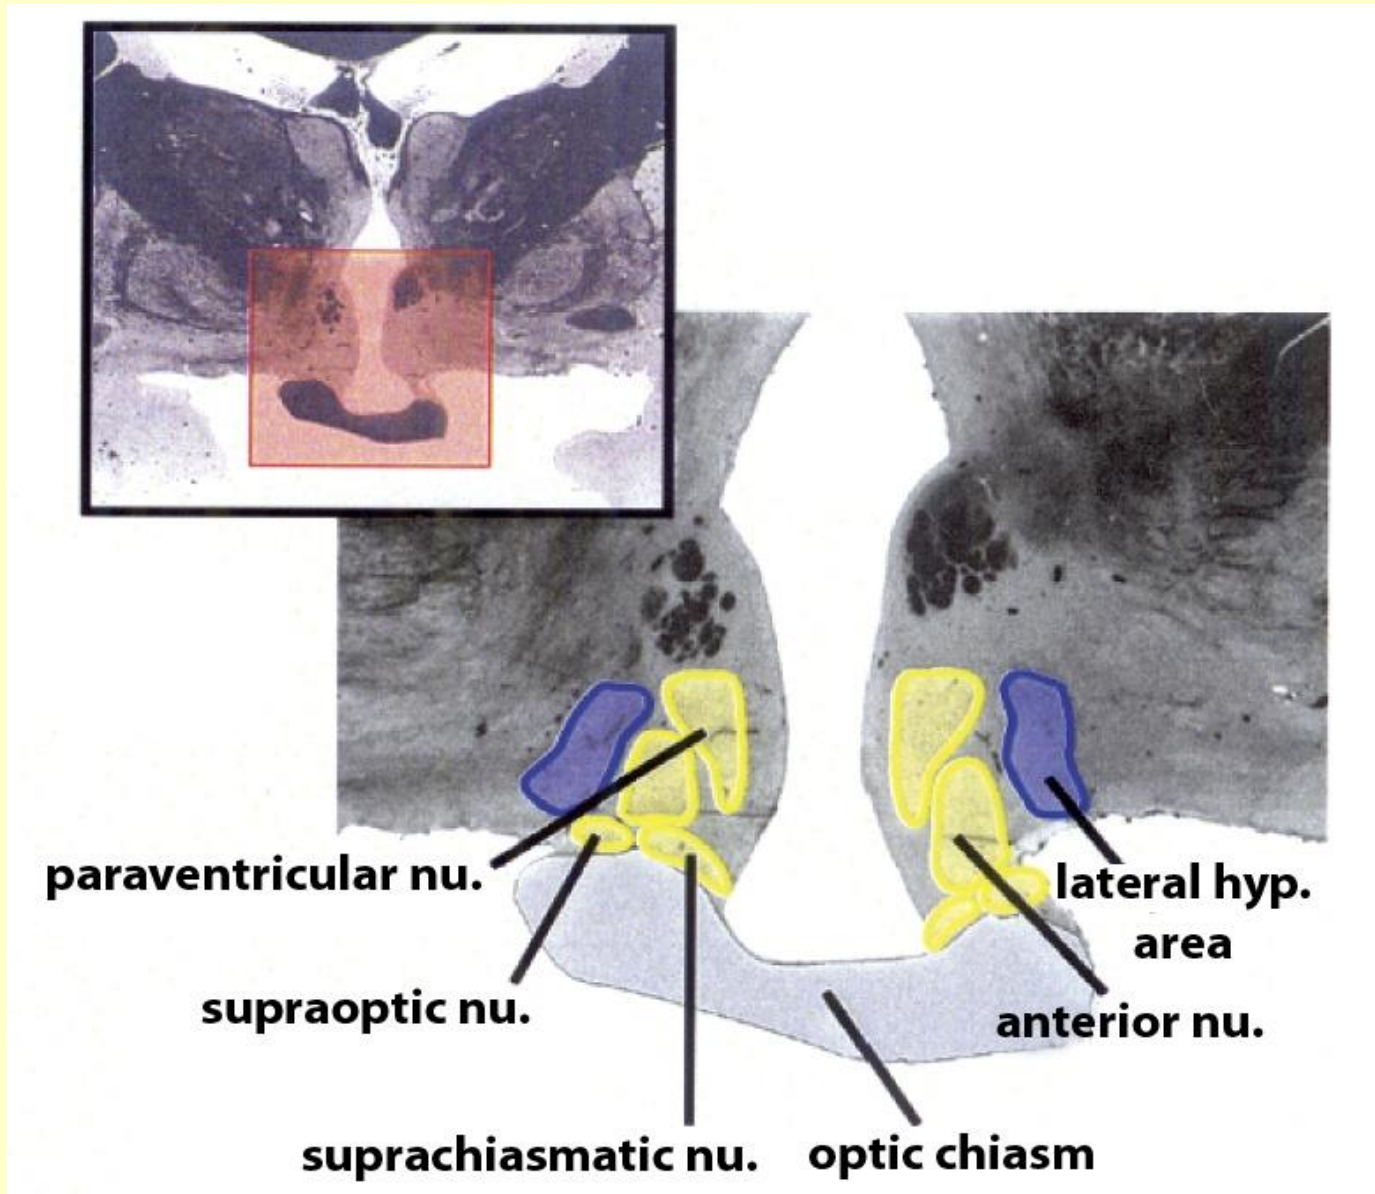 paraventricular nu.
lateral hyp.
area
supraoptic nu.
anterior nu.
suprachiasmatic nu.
optic chiasm